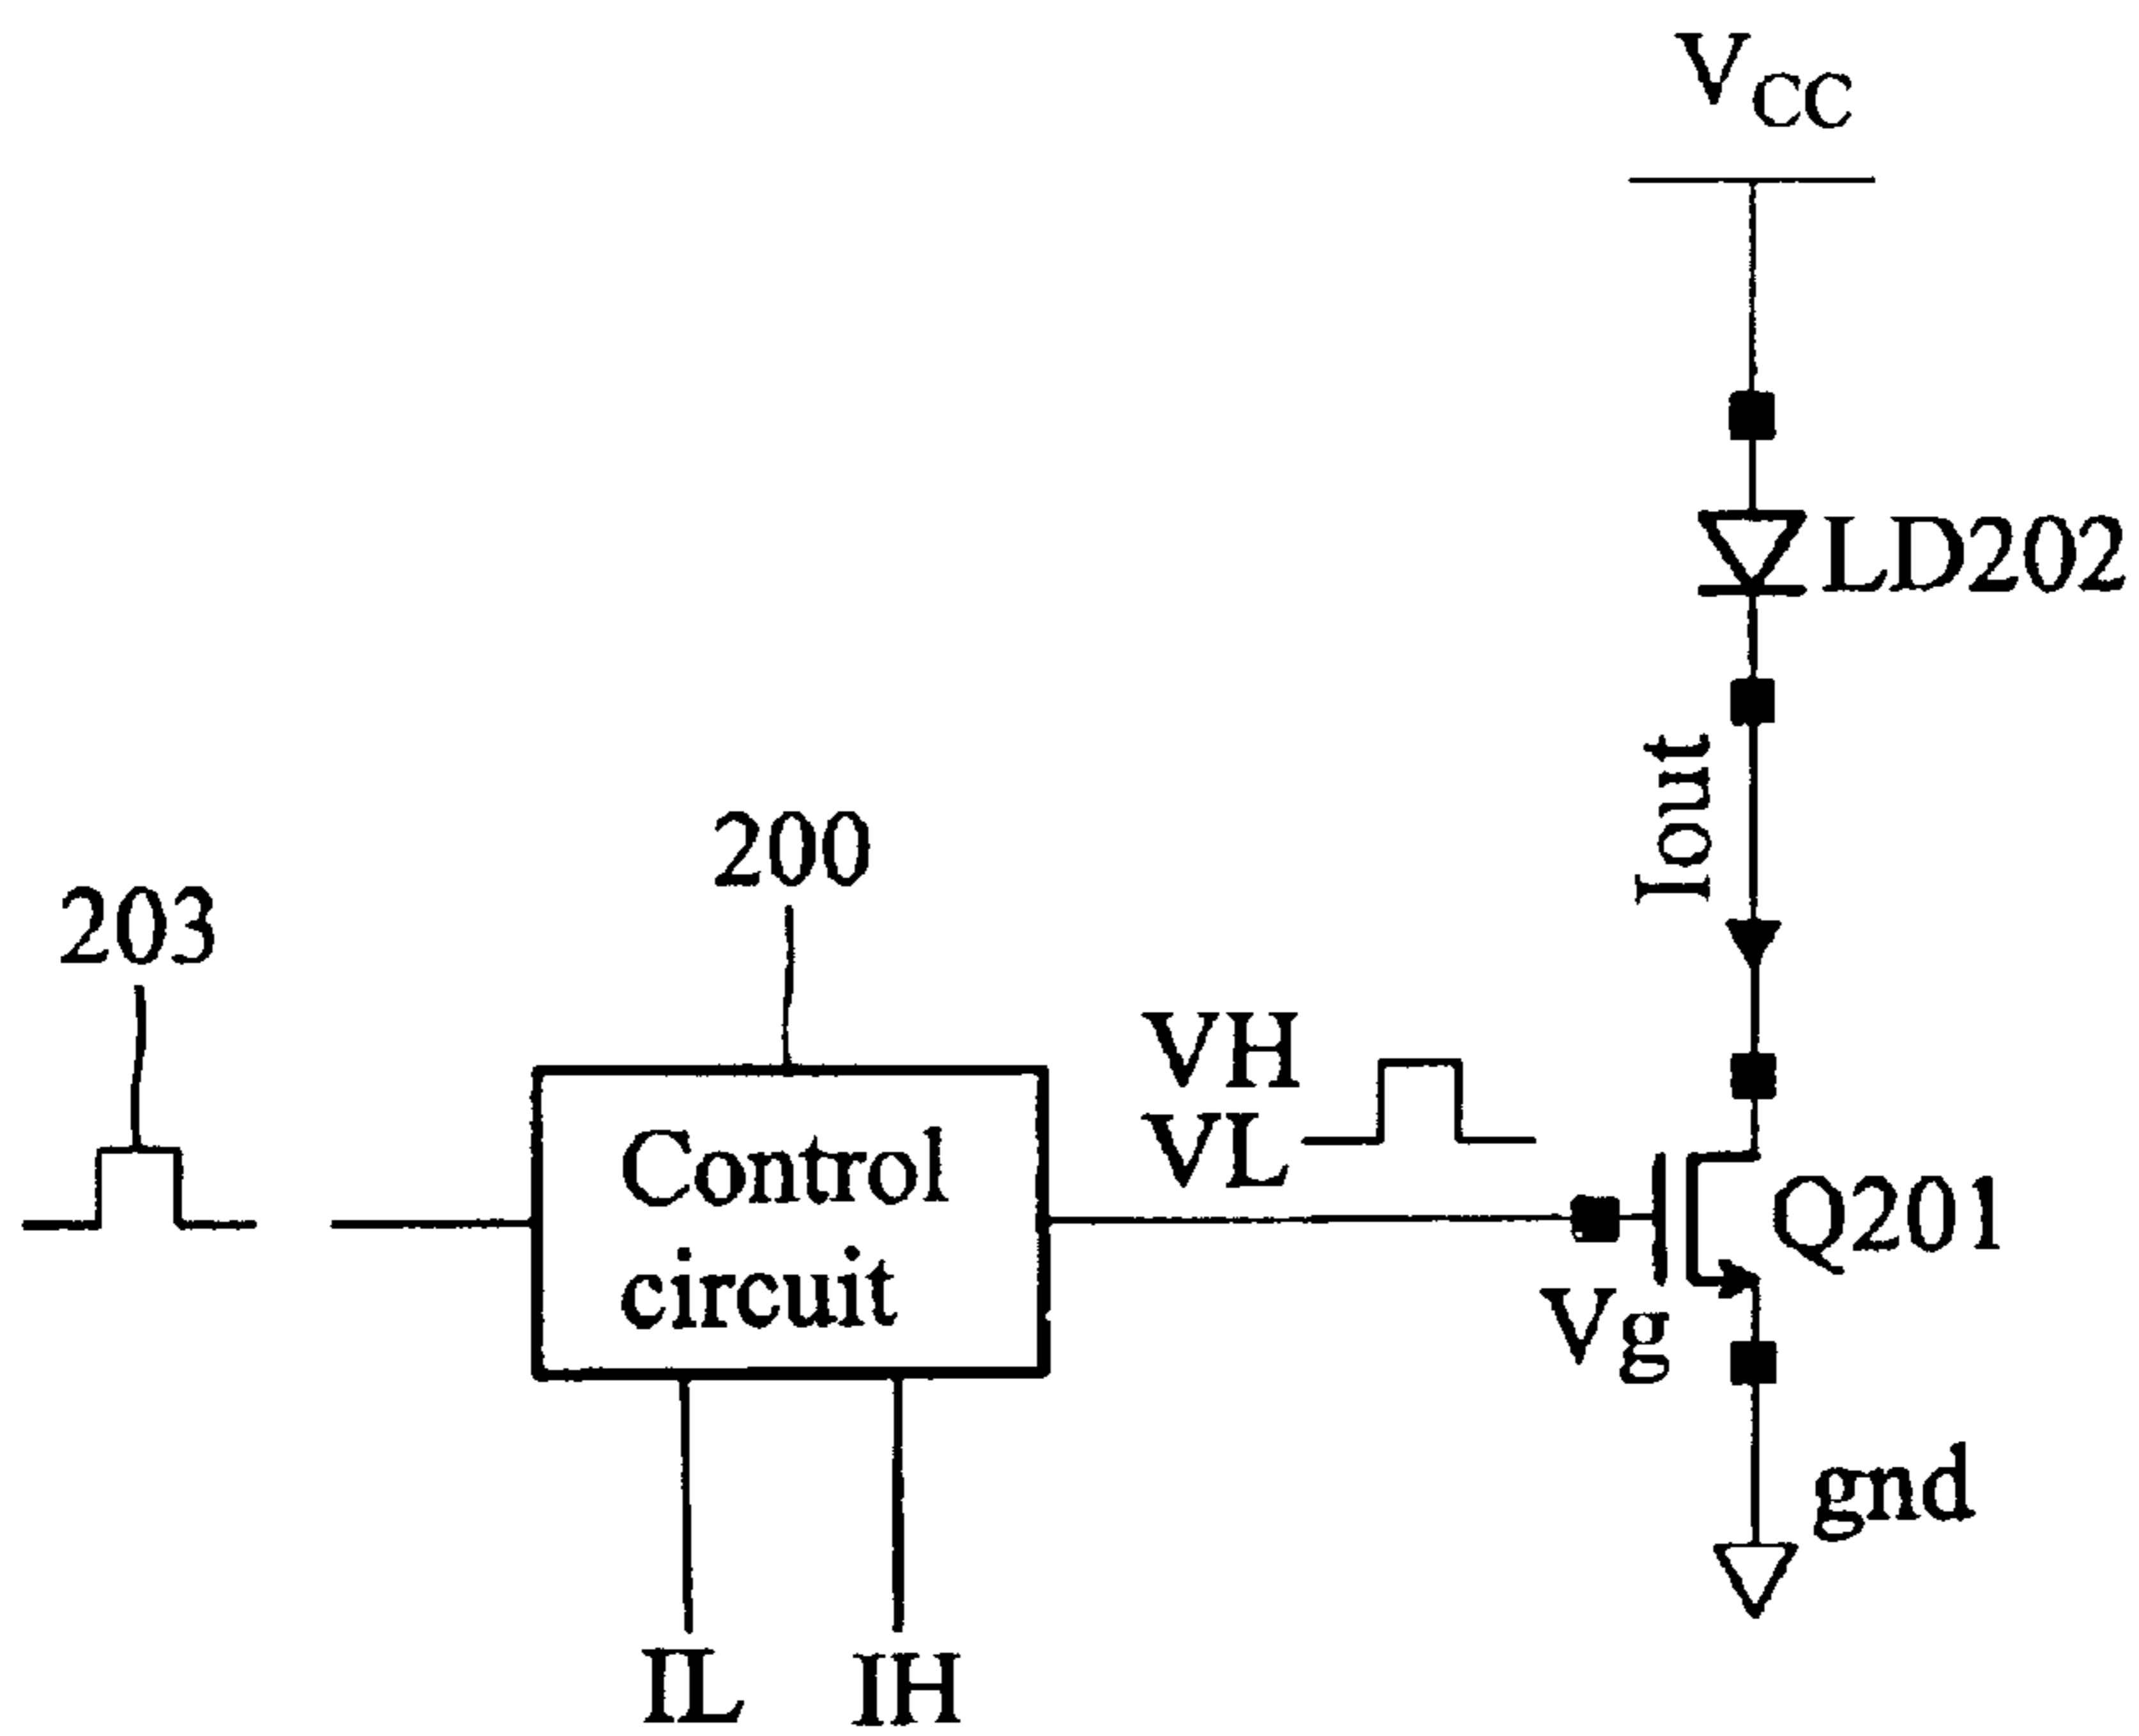 VCC
LD202
Iout
200
203
VH
VL
Control
circuit
Q201
Vg
gnd
IL
IH